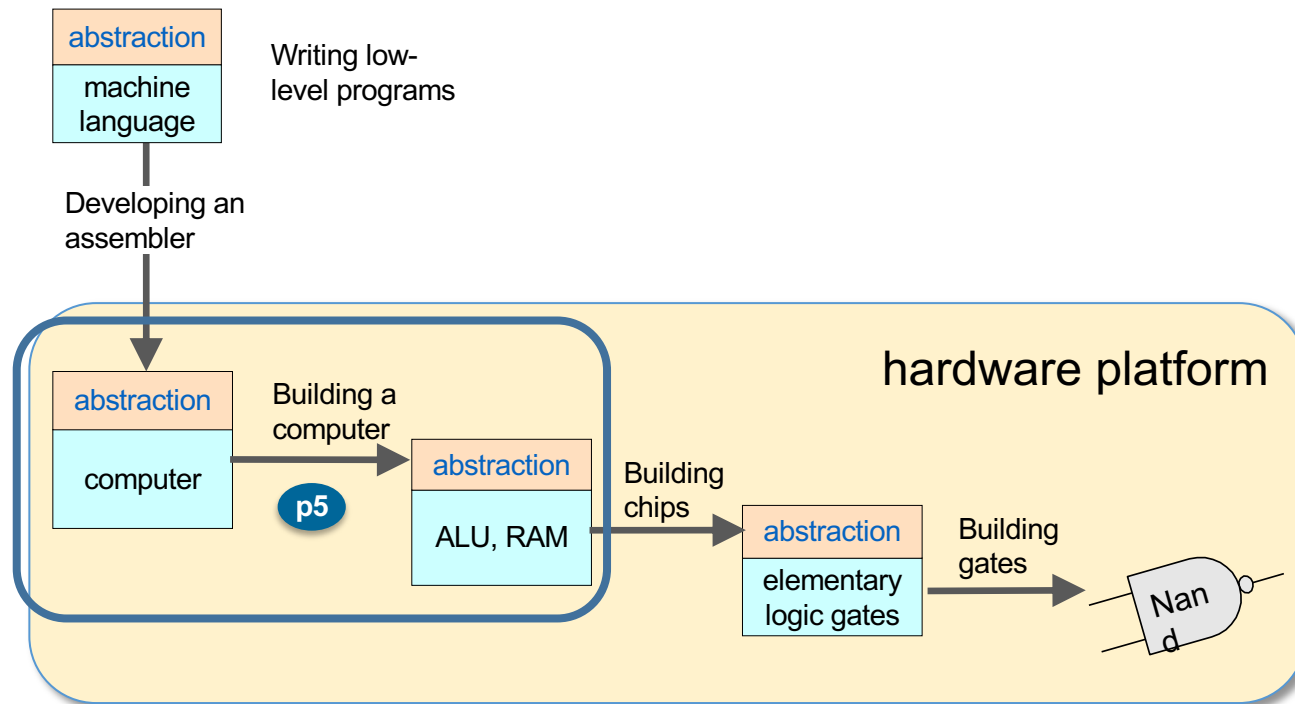 abstraction
machine
language
Writing low-
level programs
Developing an
assembler
hardware platform
abstraction
computer
Building a
computer
p5
abstraction
ALU, RAM
Building
chips
abstraction
elementary
logic gates
Building
gates
Nan
d